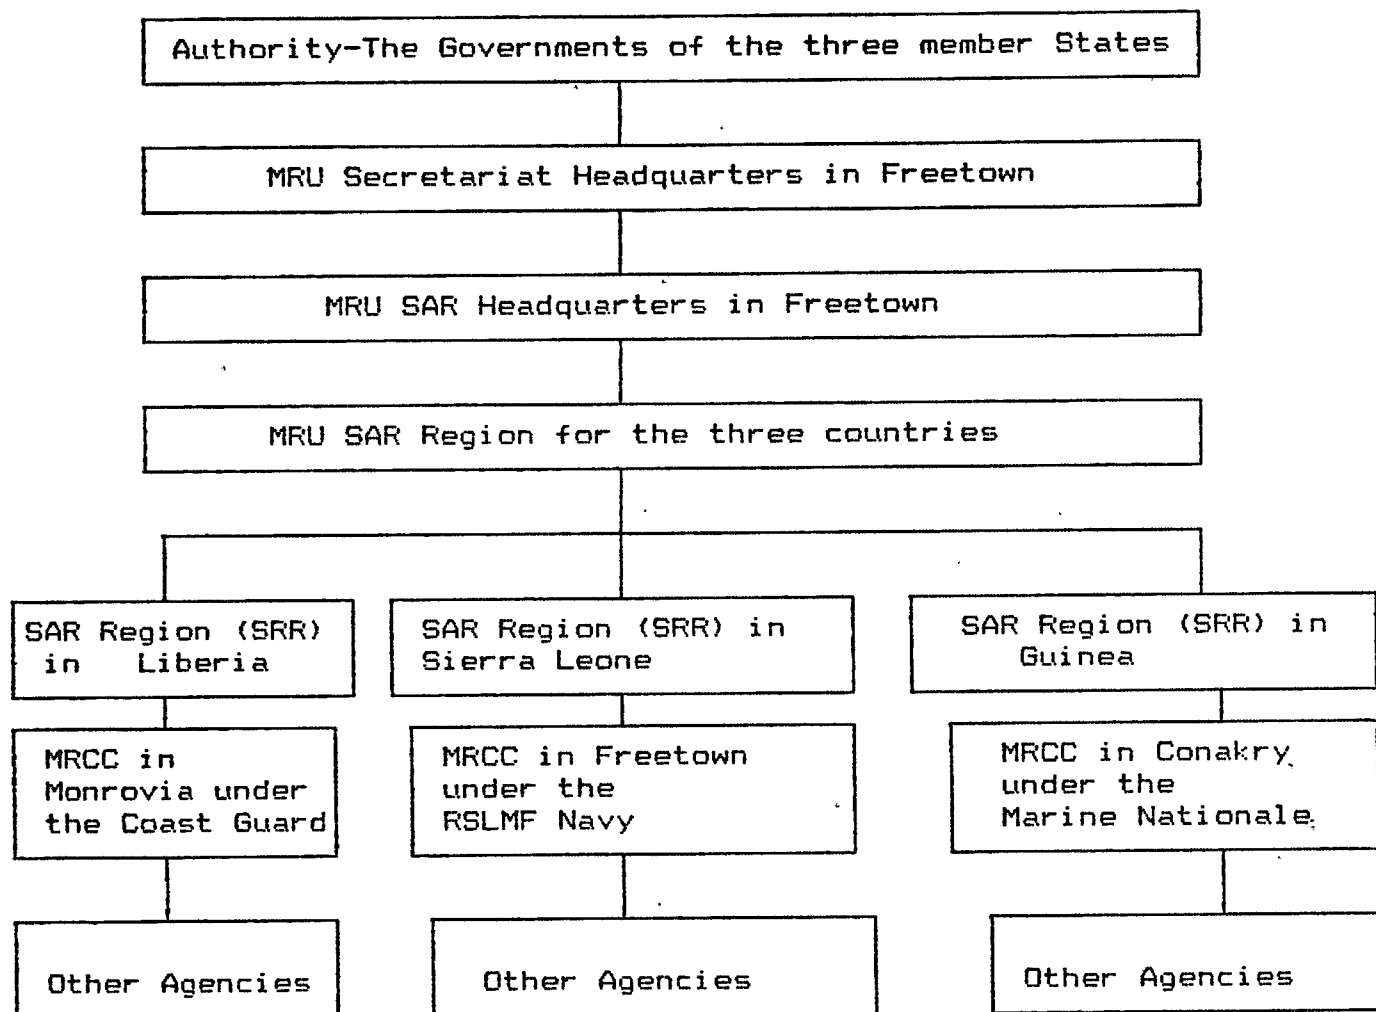 Authority-The Governments of the three member States
MRU Secretariat Headquarters in Freetown
MRU SAR Headquarters in Freetown
MRU SAR Region for the three countries
SAR Region (SRR)
in Liberia
SAR Region (SRR) in
Sierra Leone
SAR Region (SRR) in
Guinea
MRCC in
Monrovia under
the Coast Guard
MRCC in Freetown
under the
RSLMF Navy
MRCC in Conakry
under the
Marine Nationale
Other Agencies
Other Agencies
Other Agencies